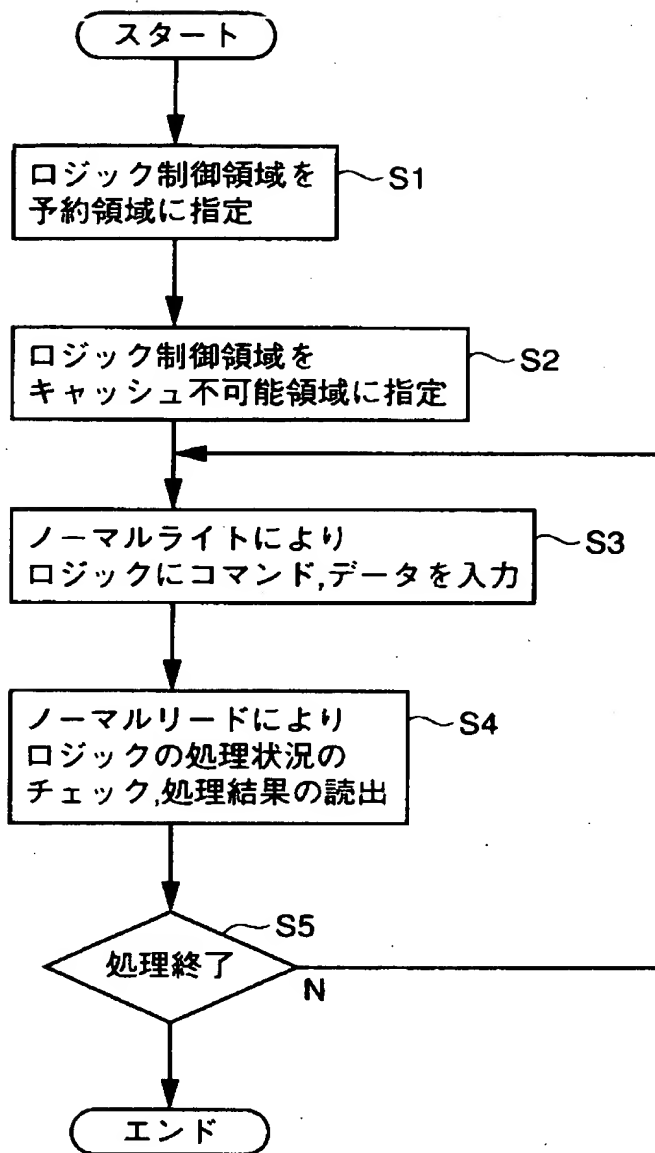 スタート
ロジック制御領域を
予約領域に指定
S1
ロジック制御領域を
キャッシュ不可能領域に指定
S2
ノーマルライトにより
ロジックにコマンド,データを入力
S3
ノーマルリードにより
ロジックの処理状況の
チェック,処理結果の読出
S4
処理終了
S5
N
エンド